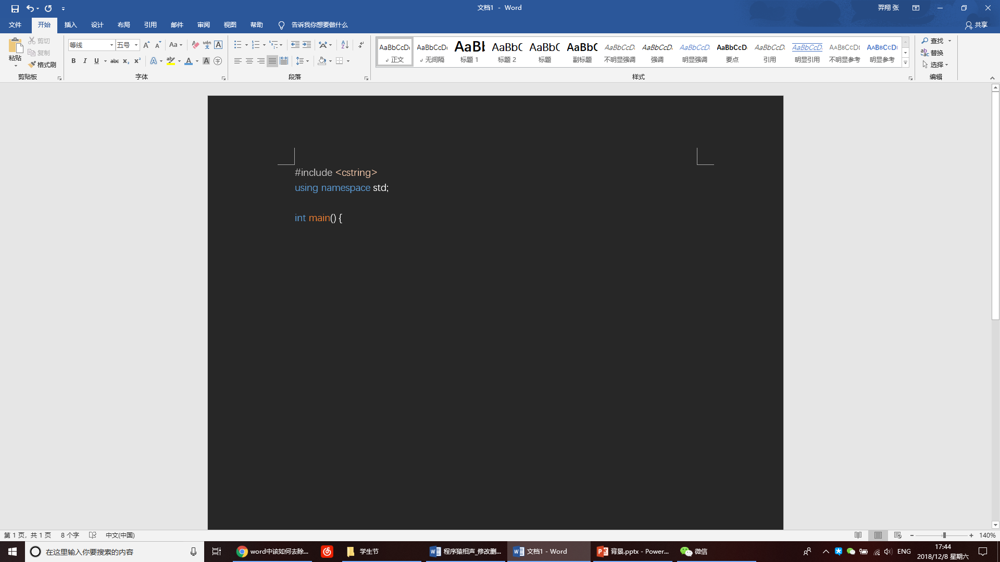 文档1 - Word
羿翔 张
文件 开始 插入 设计 布局 引用 邮件 审阅 视图 帮助 告诉我你想要做什么 共享
粘贴
剪切
复制
格式刷
剪贴板
等线 五号
字体
段落
AaBbCcDı AaBbCcDı AaBb AaBbC AaBbC AaBbC AaBbCcDı AaBbCcDı AaBbCcDı AaBbCcD AaBbCcDı AaBbCcDı AaBbCcDı AaBbCcDı
正文 无间隔 标题 1 标题 2 标题 副标题 不明显强调 强调 明显强调 要点 引用 明显引用 不明显参考 明显参考
样式
查找
替换
选择
编辑
#include <cstring>
using namespace std;
int main() {
第 1 页，共 1 页 8 个字 中文(中国) 140%
在这里输入你要搜索的内容
word中该如何去除...
学生节
程序猿相声_修改删...
文档1 - Word
背景.pptx - Power...
微信
ENG
17:44
2018/12/8 星期六